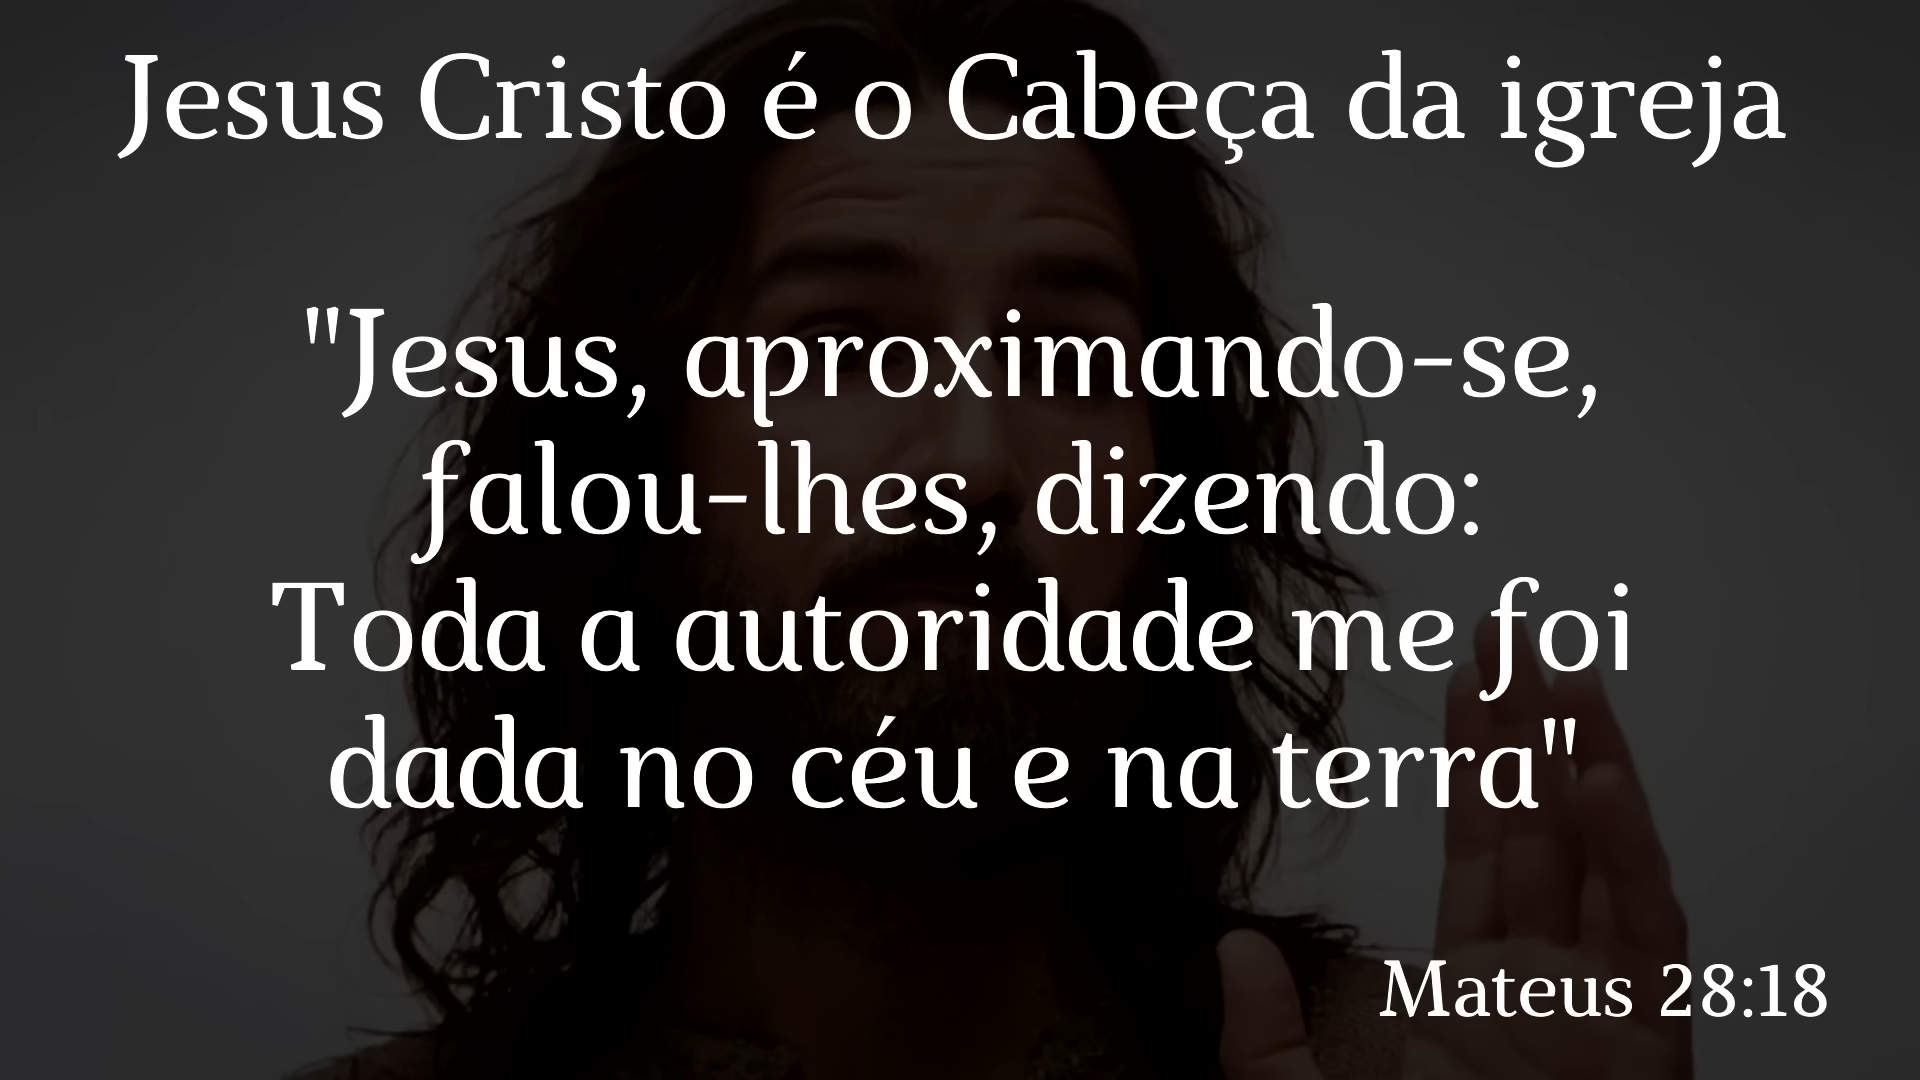 Jesus Cristo é o Cabeça da igreja
"Jesus, aproximando-se,
falou-lhes, dizendo:
Toda a autoridade me foi
dada no céu e na terra"
Mateus 28:18